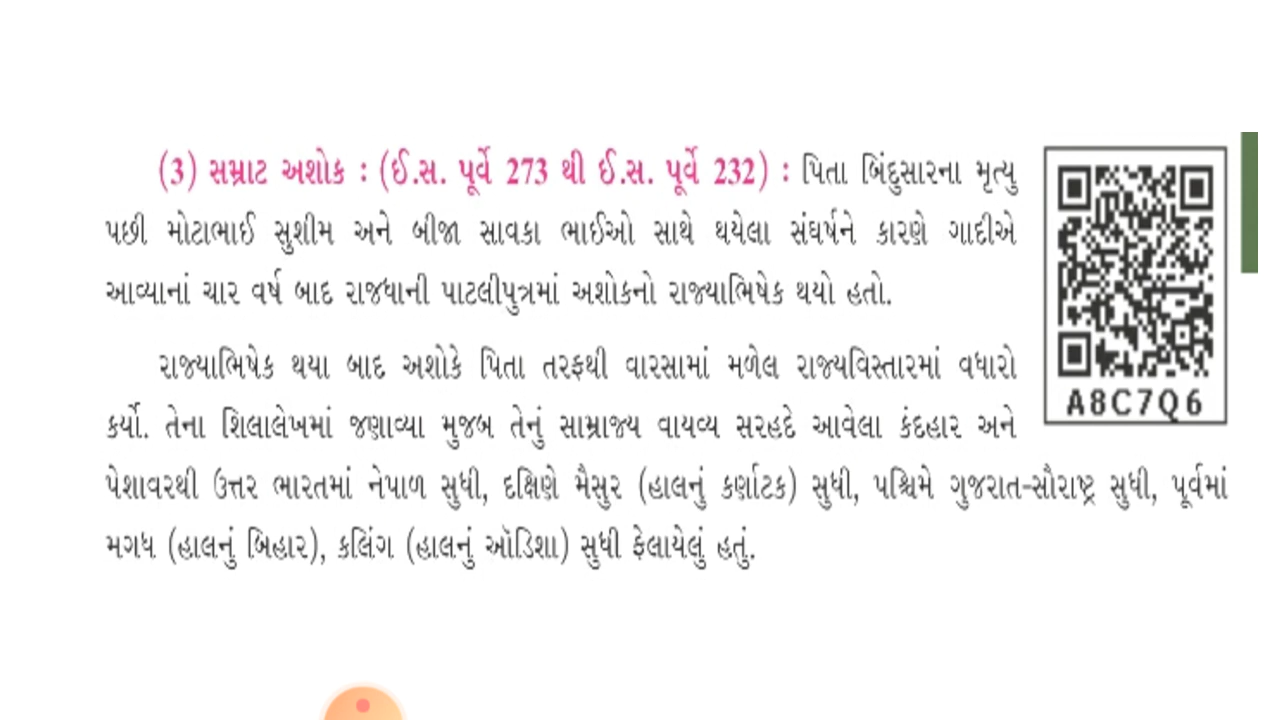 (3) સમ્રાટ અશોક : (ઈ.સ. પૂર્વે 273 થી ઈ.સ. પૂર્વે 232) : પિતા બિંદુસારના મૃત્યુ
પછી મોટાભાઈ સુશીમ અને બીજા સાવકા ભાઈઓ સાથે થયેલા સંઘર્ષને કારણે ગાદીએ
આવ્યાનાં ચાર વર્ષ બાદ રાજધાની પાટલીપુત્રમાં અશોકનો રાજ્યાભિષેક થયો હતો.
રાજ્યાભિષેક થયા બાદ અશોકે પિતા તરફથી વારસામાં મળેલ રાજ્યવિસ્તારમાં વધારો
કર્યો. તેના શિલાલેખમાં જણાવ્યા મુજબ તેનું સામ્રાજ્ય વાયવ્ય સરહદે આવેલા કંદહાર અને
પેશાવરથી ઉત્તર ભારતમાં નેપાળ સુધી, દક્ષિણે મૈસુર (હાલનું કર્ણાટક) સુધી, પશ્ચિમે ગુજરાત-સૌરાષ્ટ્ર સુધી, પૂર્વમાં
મગધ (હાલનું બિહાર), કલિંગ (હાલનું ઑડિશા) સુધી ફેલાયેલું હતું.
A8C7Q6